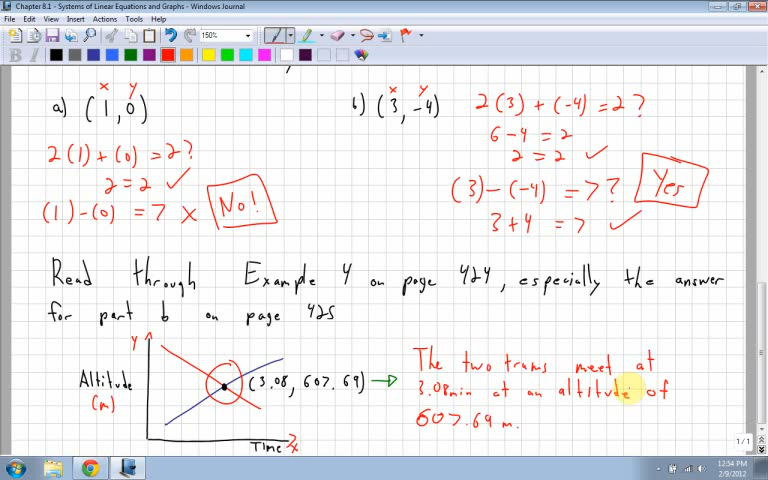 Chapter 8.1 - Systems of Linear Equations and Graphs - Windows Journal
File Edit View Insert Actions Tools Help
150%
B I
x y
a) (1, 0)
2(1) + (0) = 2 ?
2 = 2 ✓
(1) - (0) = 7 x
No!
x y
b) (3, -4)
2(3) + (-4) = 2 ?
6 - 4 = 2
2 = 2 ✓
(3) - (-4) = 7 ?
3 + 4 = 7 ✓
Yes
Read through Example 4 on page 424, especially the answer
for part b on page 425
y
Altitude
(m)
(3.08, 607.69) →
Time x
The two trams meet at
3.08min at an altitude of
607.69 m.
1 / 1
12:54 PM
2/9/2012